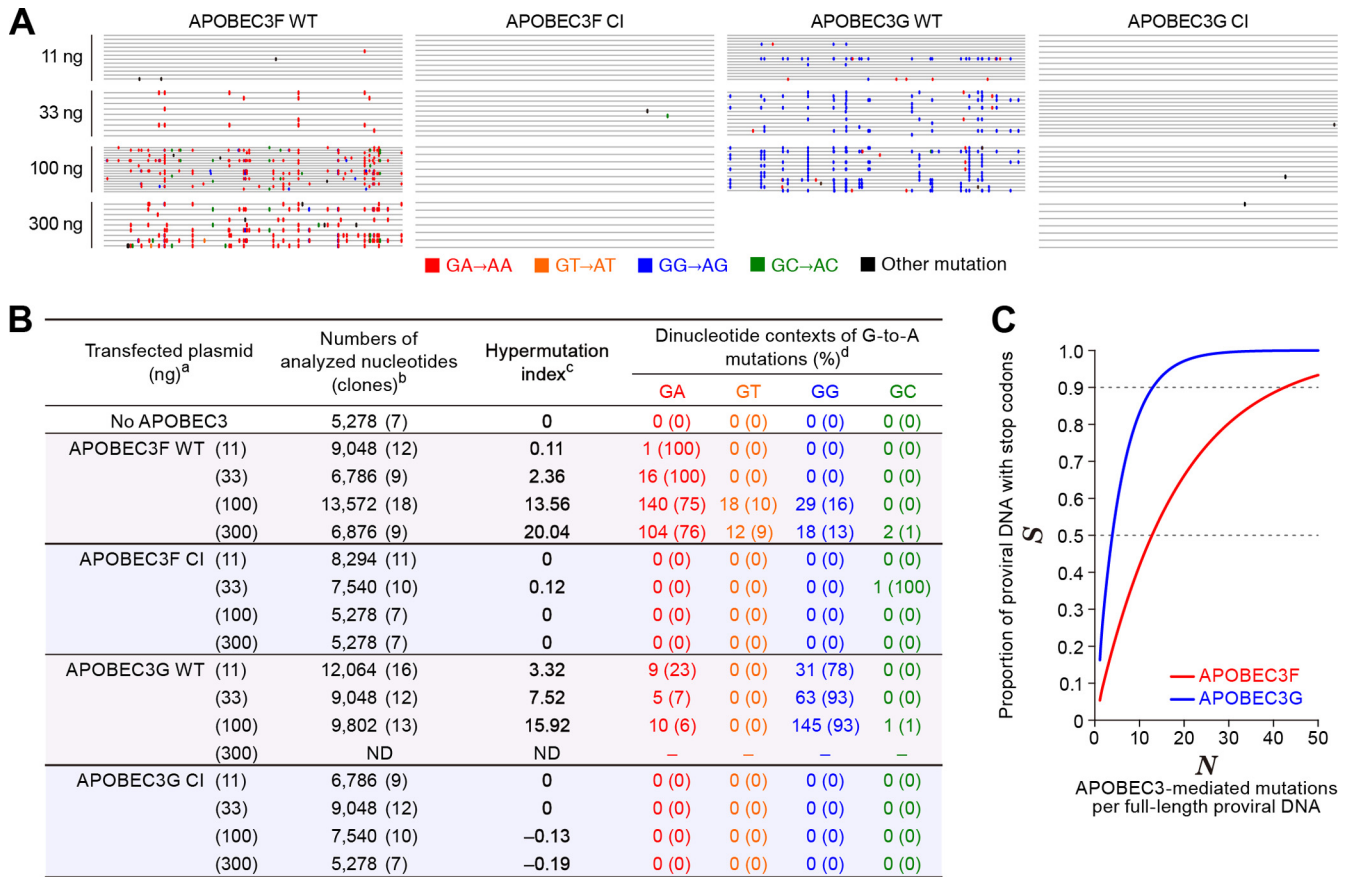 A
APOBEC3F WT APOBEC3F CI APOBEC3G WT APOBEC3G CI
11 ng
33 ng
100 ng
300 ng
GA→AA GT→AT GG→AG GC→AC Other mutation
B
Transfected plasmid (ng)a
Numbers of analyzed nucleotides (clones)b
Hypermutation indexc
Dinucleotide contexts of G-to-A mutations (%)d
GA GT GG GC
No APOBEC3 5,278 (7) 0 0 (0) 0 (0) 0 (0) 0 (0)
APOBEC3F WT (11) 9,048 (12) 0.11 1 (100) 0 (0) 0 (0) 0 (0)
(33) 6,786 (9) 2.36 16 (100) 0 (0) 0 (0) 0 (0)
(100) 13,572 (18) 13.56 140 (75) 18 (10) 29 (16) 0 (0)
(300) 6,876 (9) 20.04 104 (76) 12 (9) 18 (13) 2 (1)
APOBEC3F CI (11) 8,294 (11) 0 0 (0) 0 (0) 0 (0) 0 (0)
(33) 7,540 (10) 0.12 0 (0) 0 (0) 0 (0) 1 (100)
(100) 5,278 (7) 0 0 (0) 0 (0) 0 (0) 0 (0)
(300) 5,278 (7) 0 0 (0) 0 (0) 0 (0) 0 (0)
APOBEC3G WT (11) 12,064 (16) 3.32 9 (23) 0 (0) 31 (78) 0 (0)
(33) 9,048 (12) 7.52 5 (7) 0 (0) 63 (93) 0 (0)
(100) 9,802 (13) 15.92 10 (6) 0 (0) 145 (93) 1 (1)
(300) ND ND – – – –
APOBEC3G CI (11) 6,786 (9) 0 0 (0) 0 (0) 0 (0) 0 (0)
(33) 9,048 (12) 0 0 (0) 0 (0) 0 (0) 0 (0)
(100) 7,540 (10) –0.13 0 (0) 0 (0) 0 (0) 0 (0)
(300) 5,278 (7) –0.19 0 (0) 0 (0) 0 (0) 0 (0)
C
Proportion of proviral DNA with stop codons
S
1.0
0.9
0.8
0.7
0.6
0.5
0.4
0.3
0.2
0.1
0
APOBEC3F
APOBEC3G
0 10 20 30 40 50
N
APOBEC3-mediated mutations
per full-length proviral DNA